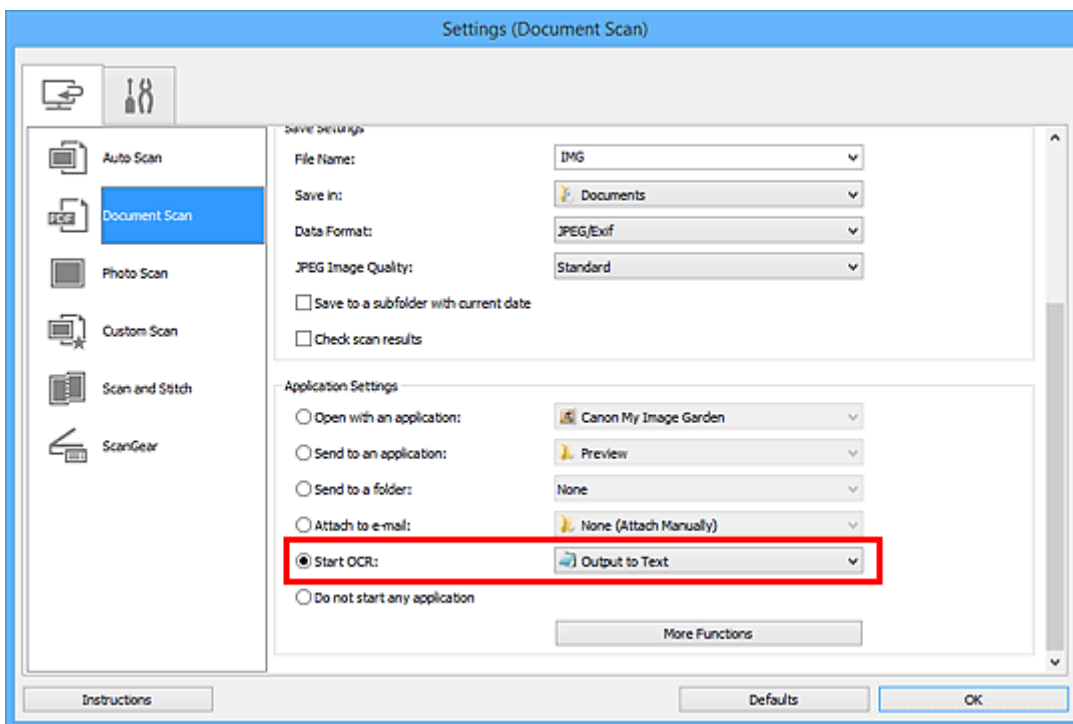 Settings (Document Scan)
Auto Scan
PDF
Document Scan
Photo Scan
Custom Scan
Scan and Stitch
ScanGear
Save Settings
File Name: IMG
Save in: Documents
Data Format: JPEG/Exif
JPEG Image Quality: Standard
Save to a subfolder with current date
Check scan results
Application Settings
Open with an application: Canon My Image Garden
Send to an application: Preview
Send to a folder: None
Attach to e-mail: None (Attach Manually)
Start OCR: Output to Text
Do not start any application
More Functions
Instructions
Defaults
OK